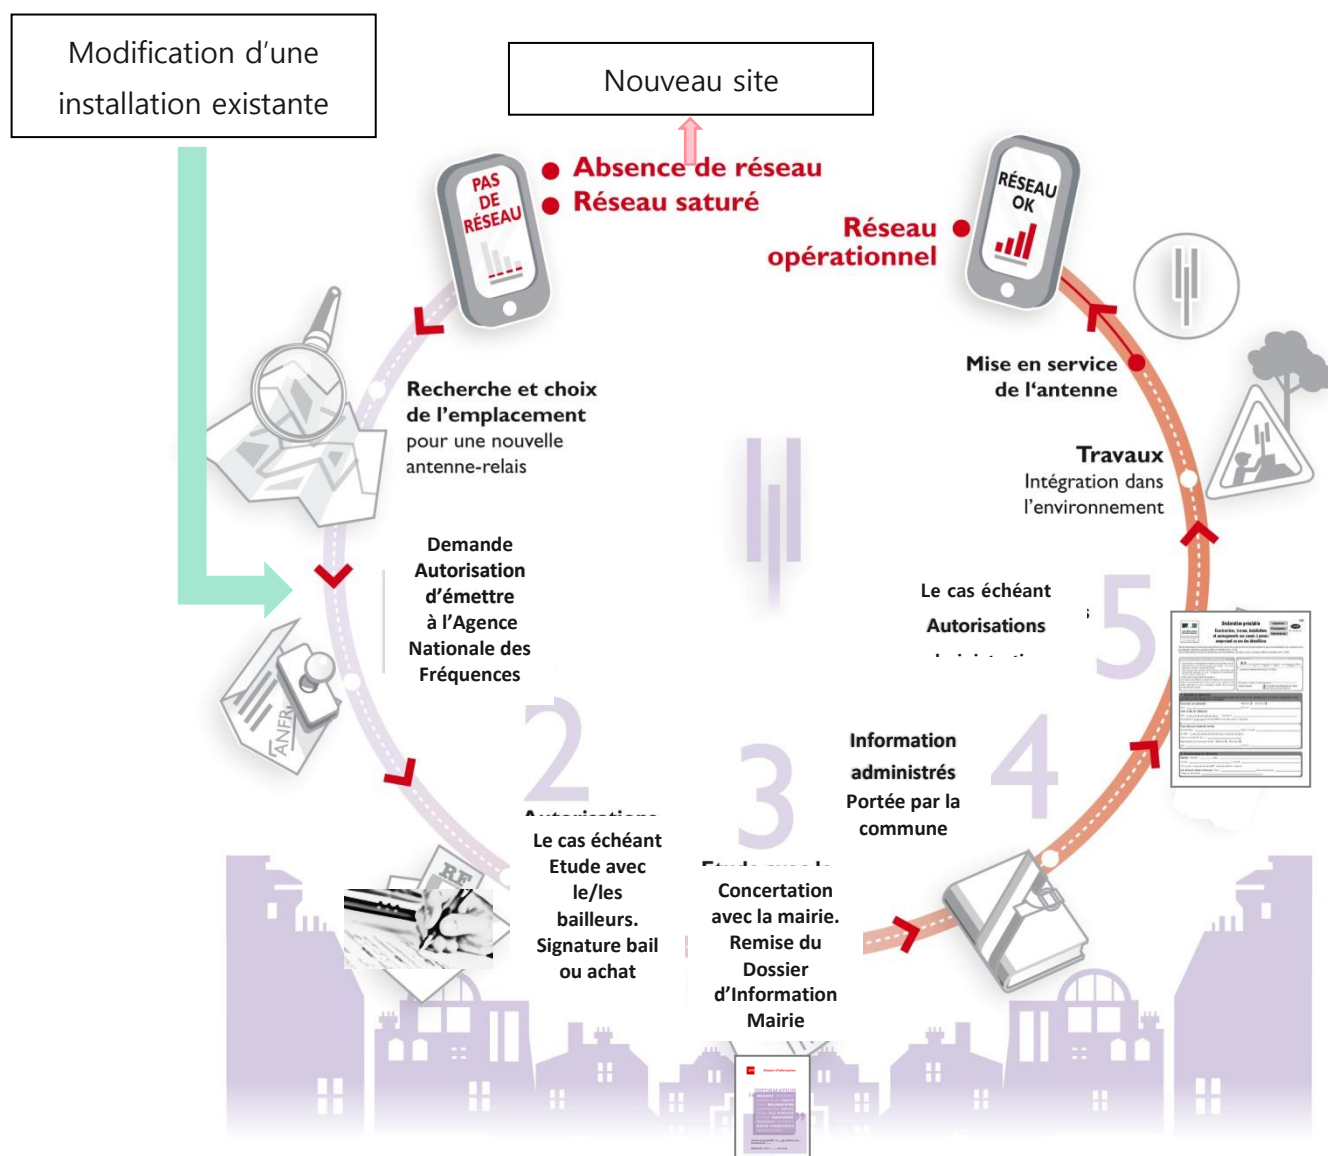 Modification d’une
installation existante
Nouveau site
PAS
DE
RÉSEAU
Absence de réseau
Réseau saturé
RÉSEAU
OK
Réseau
opérationnel
Recherche et choix
de l’emplacement
pour une nouvelle
antenne-relais
Mise en service
de l‘antenne
Travaux
Intégration dans
l’environnement
Demande
Autorisation
d’émettre
à l’Agence
Nationale des
Fréquences
ANFR
2
Le cas échéant
Etude avec
le/les
bailleurs.
Signature bail
ou achat
RF
3
Concertation
avec la mairie.
Remise du
Dossier
d’Information
Mairie
4
Information
administrés
Portée par la
commune
5
Le cas échéant
Autorisations
Déclaration préalable
INFORMATION